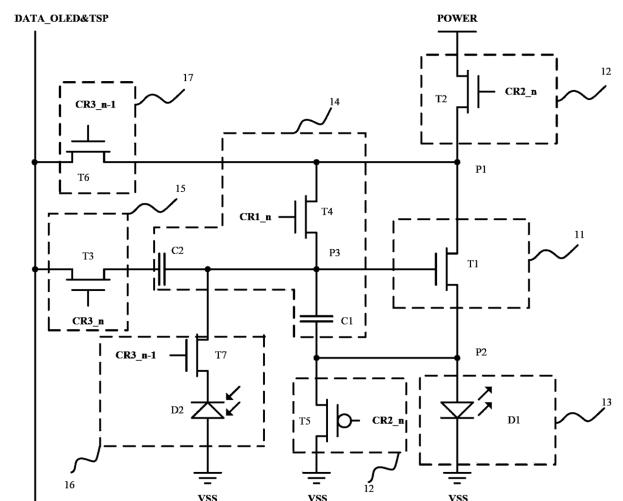 DATA_OLED&TSP
POWER
17
14
12
CR3_n-1
T2
CR2_n
T6
P1
15
T4
CR1_n
11
T3
C2
P3
T1
CR3_n
C1
P2
CR3_n-1
T7
D2
T5
CR2_n
D1
13
16
12
VSS
VSS
VSS